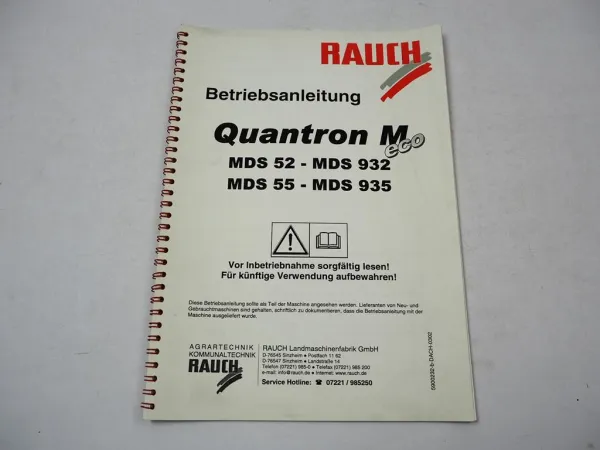 RAUCH
Betriebsanleitung
Quantron M
eco
MDS 52 - MDS 932
MDS 55 - MDS 935
Vor Inbetriebnahme sorgfältig lesen!
Für künftige Verwendung aufbewahren!
Diese Betriebsanleitung sollte als Teil der Maschine angesehen werden. Lieferanten von Neu- und
Gebrauchtmaschinen sind gehalten, schriftlich zu dokumentieren, dass die Betriebsanleitung mit der
Maschine ausgeliefert wurde.
AGRARTECHNIK
KOMMUNALTECHNIK
RAUCH
RAUCH Landmaschinenfabrik GmbH
D-76545 Sinzheim • Postfach 11 62
D-76547 Sinzheim • Landstraße 14
Telefon (07221) 985-0 • Telefax (07221) 985 200
e-mail: info@rauch.de • Internet: www.rauch.de
Service Hotline: ☎ 07221 / 985250
5900232-b-DACH-0302